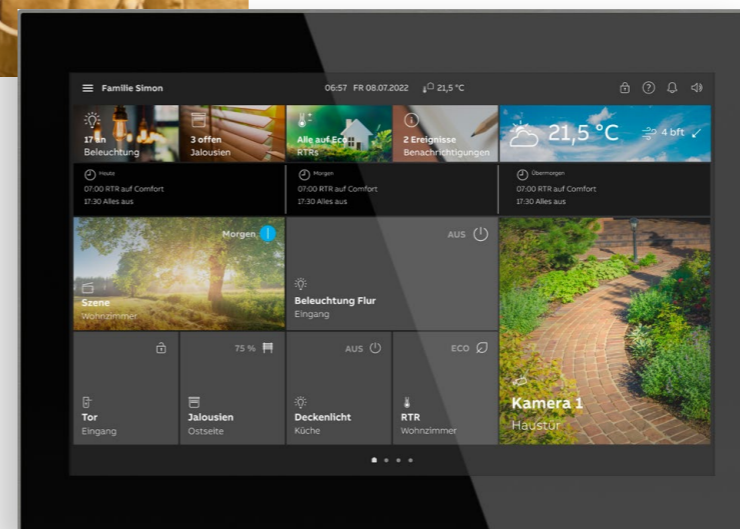 Famille Simon
06:57 FR 08.07.2022 21,5 °C
17 an
Beleuchtung
3 offen
Jalousien
Alle auf Eco
RTRs
2 Ereignisse
Benachrichtigungen
21,5 °C
4 bft
Heute
07:00 RTR auf Comfort
17:30 Alles aus
Morgen
07:00 RTR auf Comfort
17:30 Alles aus
Übermorgen
07:00 RTR auf Comfort
17:30 Alles aus
Morgen
Szene
Wohnzimmer
AUS
Beleuchtung Flur
Eingang
Kamera 1
Haustür
Tor
Eingang
75 %
Jalousien
Ostseite
AUS
Deckenlicht
Küche
ECO
RTR
Wohnzimmer